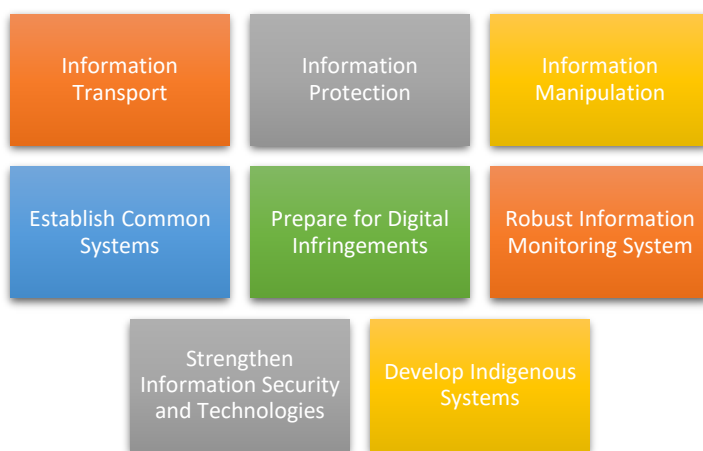 Information
Transport
Information
Protection
Information
Manipulation
Establish Common
Systems
Prepare for Digital
Infringements
Robust Information
Monitoring System
Strengthen
Information Security
and Technologies
Develop Indigenous
Systems